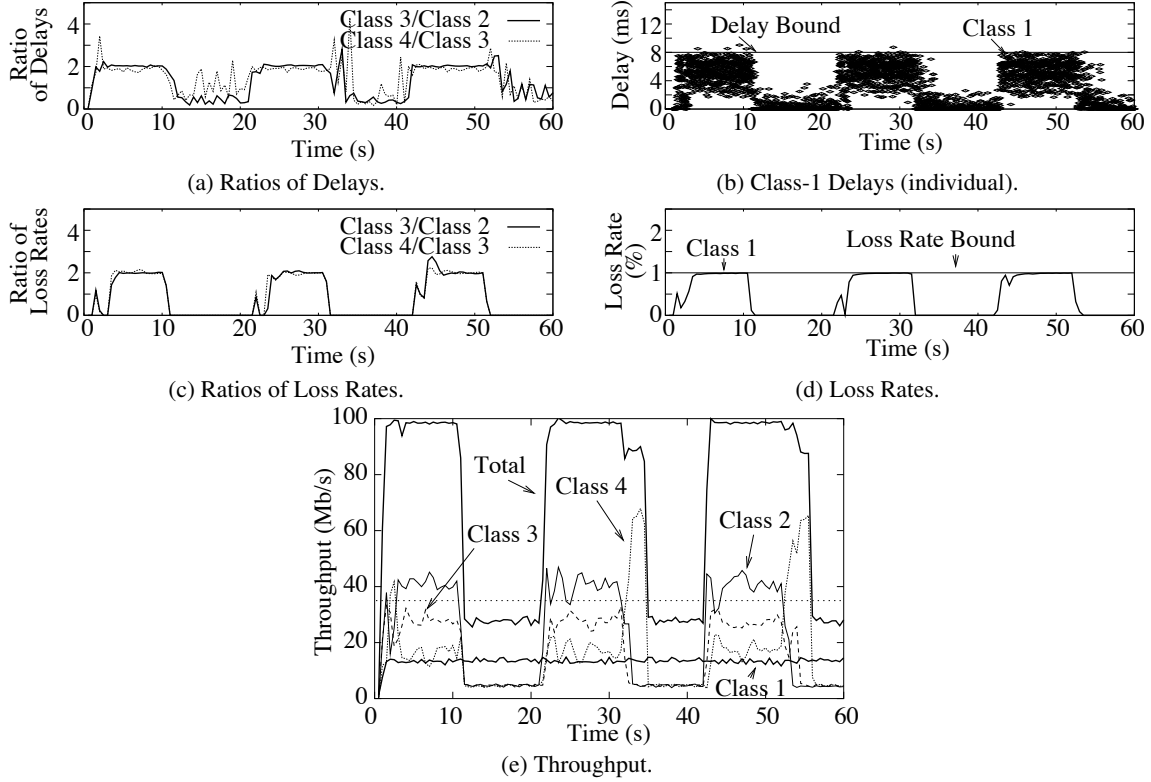 Ratio
of Delays
4
2
0
Class 3/Class 2
Class 4/Class 3
0 10 20 30 40 50 60
Time (s)
(a) Ratios of Delays.
Delay (ms)
12
8
4
0
Delay Bound
Class 1
0 10 20 30 40 50 60
Time (s)
(b) Class-1 Delays (individual).
Ratio of
Loss Rates
4
2
0
Class 3/Class 2
Class 4/Class 3
0 10 20 30 40 50 60
Time (s)
(c) Ratios of Loss Rates.
Loss Rate
(%)
2
1
0
Class 1
Loss Rate Bound
0 10 20 30 40 50 60
Time (s)
(d) Loss Rates.
Throughput (Mb/s)
100
80
60
40
20
0
Total
Class 4
Class 3
Class 2
Class 1
0 10 20 30 40 50 60
Time (s)
(e) Throughput.